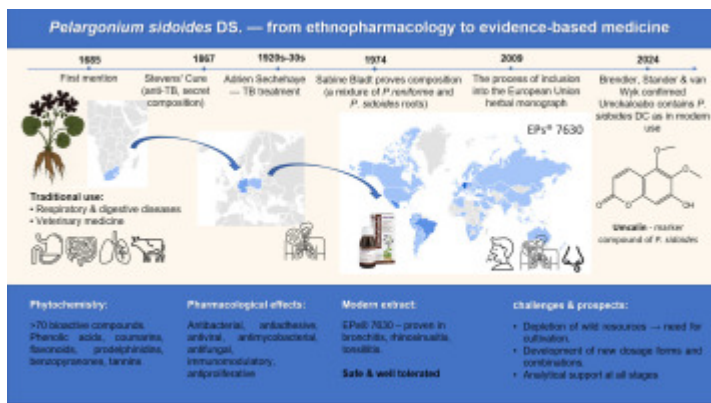 Pelargonium sidoides DS. — from ethnopharmacology to evidence-based medicine
1685
1867
1920s-30s
1974
2009
2024
First mention
Stevens' Cure
(anti-TB, secret
composition)
Adrien Sechehaye
— TB treatment
Sabine Bladt proves composition
(a mixture of P.reniforme and
P. sidoides roots)
The process of inclusion
into the European Union
herbal monograph
Brendler, Stander & van
Wyk confirmed
Umckaloabo contains P.
sidoides DC as in modern
use
EPs® 7630
Traditional use:
• Respiratory & digestive diseases
• Veterinary medicine
O
O
O
OH
Umcalin - marker
compound of P. sidoides
Phytochemistry:
>70 bioactive compounds.
Phenolic acids, coumarins,
flavonoids, prodelphinidins,
benzopyranones, tannins
Pharmacological effects:
Antibacterial, antiadhesive,
antiviral, antimycobacterial,
antifungal,
immunomodulatory,
antiproliferative
Modern extract:
EPs® 7630 – proven in
bronchitis, rhinosinusitis,
tonsillitis.
Safe & well tolerated
challenges & prospects:
• Depletion of wild resources → need for
cultivation.
• Development of new dosage forms and
combinations.
• Analytical support at all stages